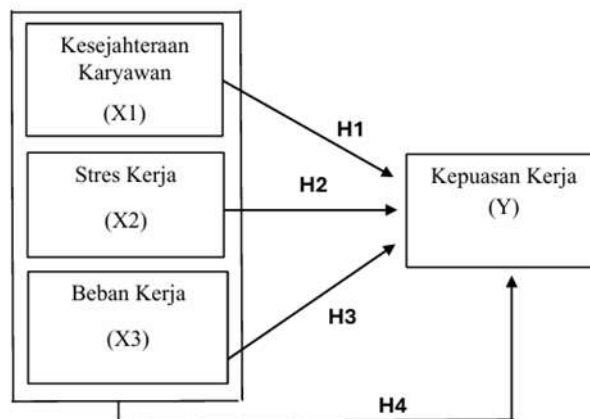 Kesejahteraan
Karyawan
(X1)
H1
Stres Kerja
(X2)
H2
Kepuasan Kerja
(Y)
Beban Kerja
(X3)
H3
H4